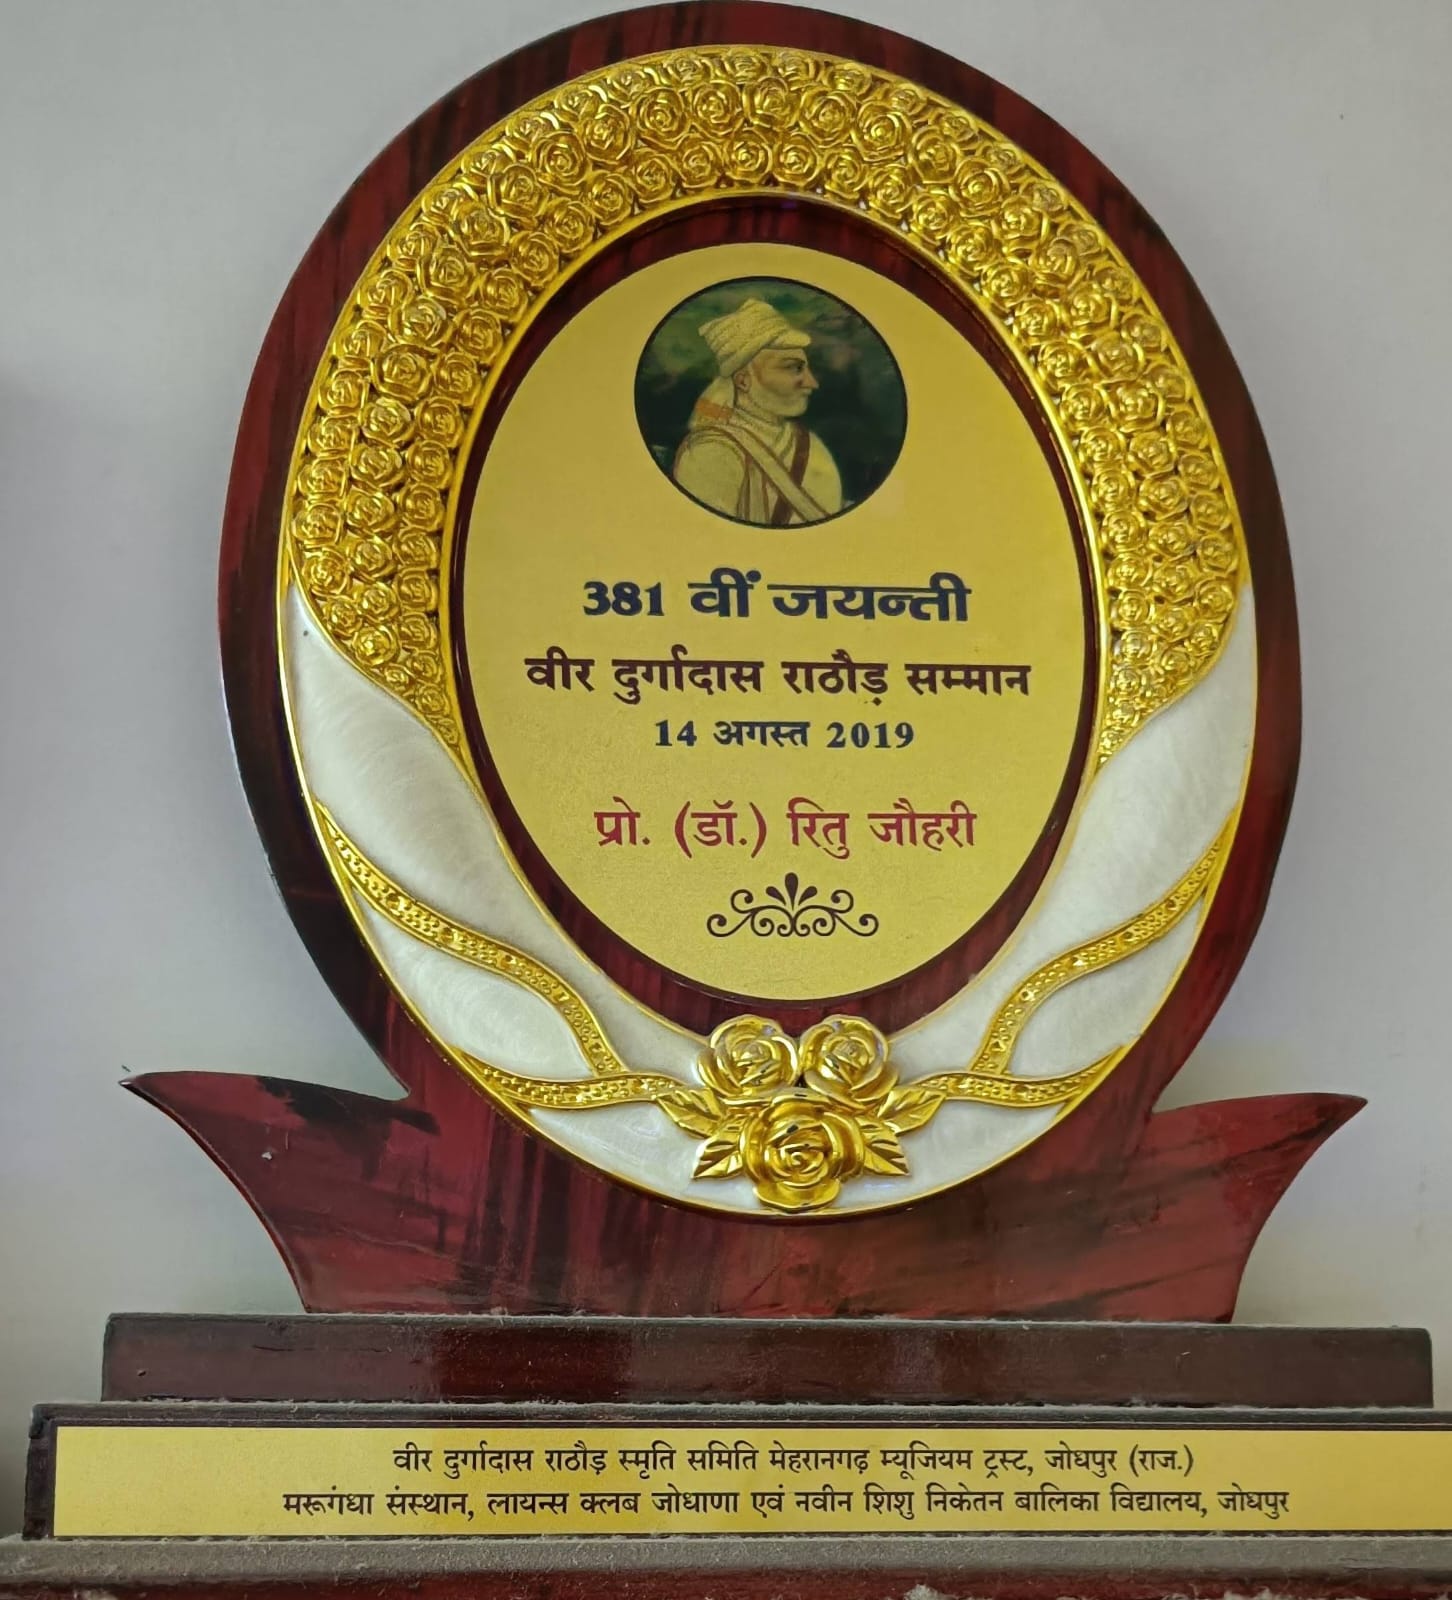 381 वीं जयन्ती
वीर दुर्गादास राठौड़ सम्मान
14 अगस्त 2019
प्रो. (डॉ.) रितु जौहरी
वीर दुर्गादास राठौड़ स्मृति समिति मेहरानगढ़ म्यूजियम ट्रस्ट, जोधपुर (राज.)
मरूगंधा संस्थान, लायन्स क्लब जोधाणा एवं नवीन शिशु निकेतन बालिका विद्यालय, जोधपुर